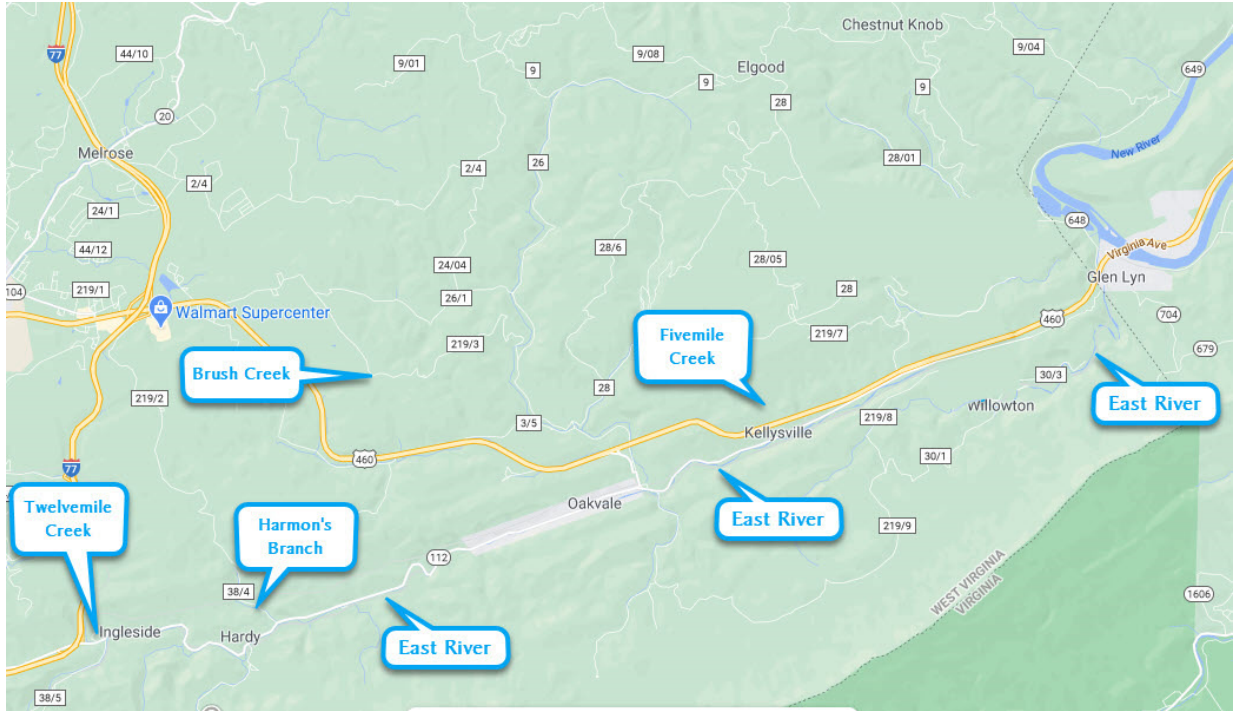 Chestnut Knob
77
44/10
9/01
9
9/08
9/04
Elgood
9
28
9
649
20
New River
Melrose
2/4
2/4
26
28/01
24/1
648
Virginia Ave
44/12
28/6
28/05
24/04
Glen Lyn
104
219/1
26/1
28
Walmart Supercenter
460
704
Fivemile
Creek
219/7
219/3
679
Brush Creek
30/3
28
East River
219/2
Willowton
3/5
219/8
Kellysville
460
30/1
77
Twelvemile
Creek
Oakvale
East River
Harmon's
Branch
219/9
112
WEST VIRGINIA
VIRGINIA
38/4
1606
Ingleside
Hardy
East River
38/5